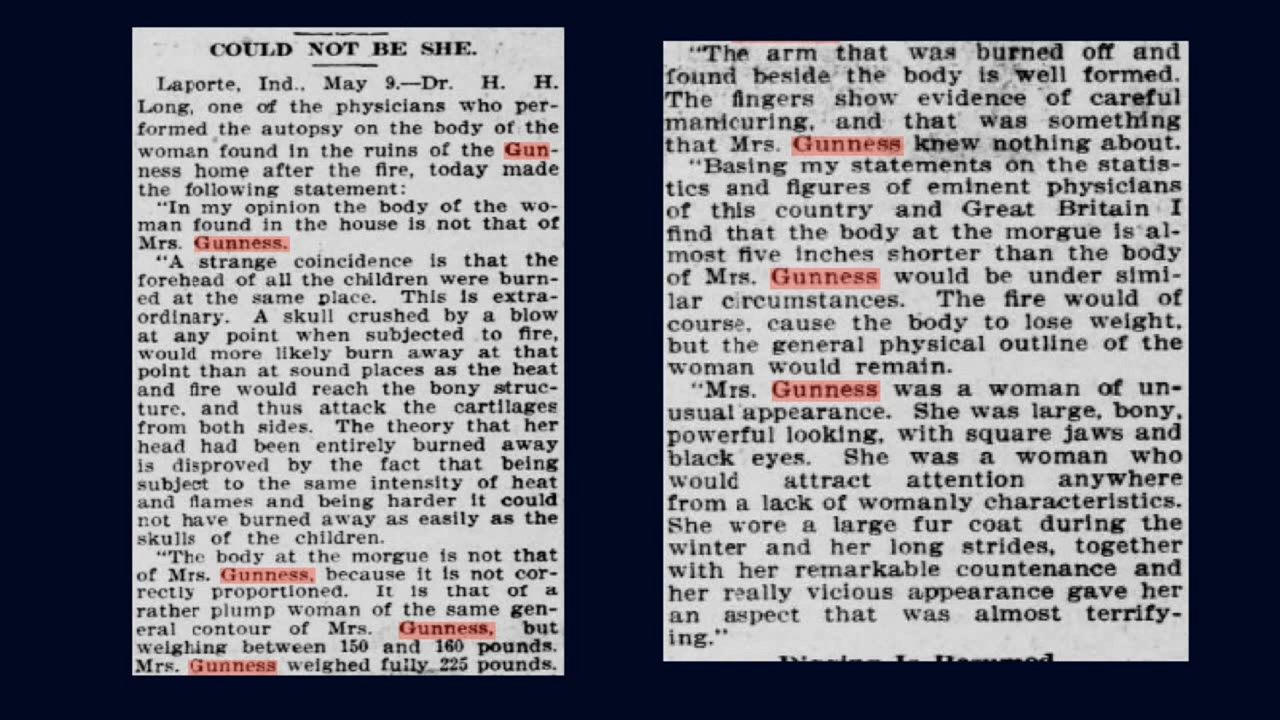 COULD NOT BE SHE.
Laporte, Ind., May 9.—Dr. H. H.
Long, one of the physicians who per-
formed the autopsy on the body of the
woman found in the ruins of the Gun-
ness home after the fire, today made
the following statement:
"In my opinion the body of the wo-
man found in the house is not that of
Mrs. Gunness.
"A strange coincidence is that the
forehead of all the children were burn-
ed at the same place. This is extra-
ordinary. A skull crushed by a blow
at any point when subjected to fire,
would more likely burn away at that
point than at sound places as the heat
and fire would reach the bony struc-
ture, and thus attack the cartilages
from both sides. The theory that her
head had been entirely burned away
is disproved by the fact that being
subject to the same intensity of heat
and flames and being harder it could
not have burned away as easily as the
skulls of the children.
"The body at the morgue is not that
of Mrs. Gunness, because it is not cor-
rectly proportioned. It is that of a
rather plump woman of the same gen-
eral contour of Mrs. Gunness, but
weighing between 150 and 160 pounds.
Mrs. Gunness weighed fully 225 pounds.
"The arm that was burned off and
found beside the body is well formed.
The fingers show evidence of careful
manicuring, and that was something
that Mrs. Gunness knew nothing about.
"Basing my statements on the statis-
tics and figures of eminent physicians
of this country and Great Britain I
find that the body at the morgue is al-
most five inches shorter than the body
of Mrs. Gunness would be under simi-
lar circumstances. The fire would of
course, cause the body to lose weight,
but the general physical outline of the
woman would remain.
"Mrs. Gunness was a woman of un-
usual appearance. She was large, bony,
powerful looking, with square jaws and
black eyes. She was a woman who
would attract attention anywhere
from a lack of womanly characteristics.
She wore a large fur coat during the
winter and her long strides, together
with her remarkable countenance and
her really vicious appearance gave her
an aspect that was almost terrify-
ing."